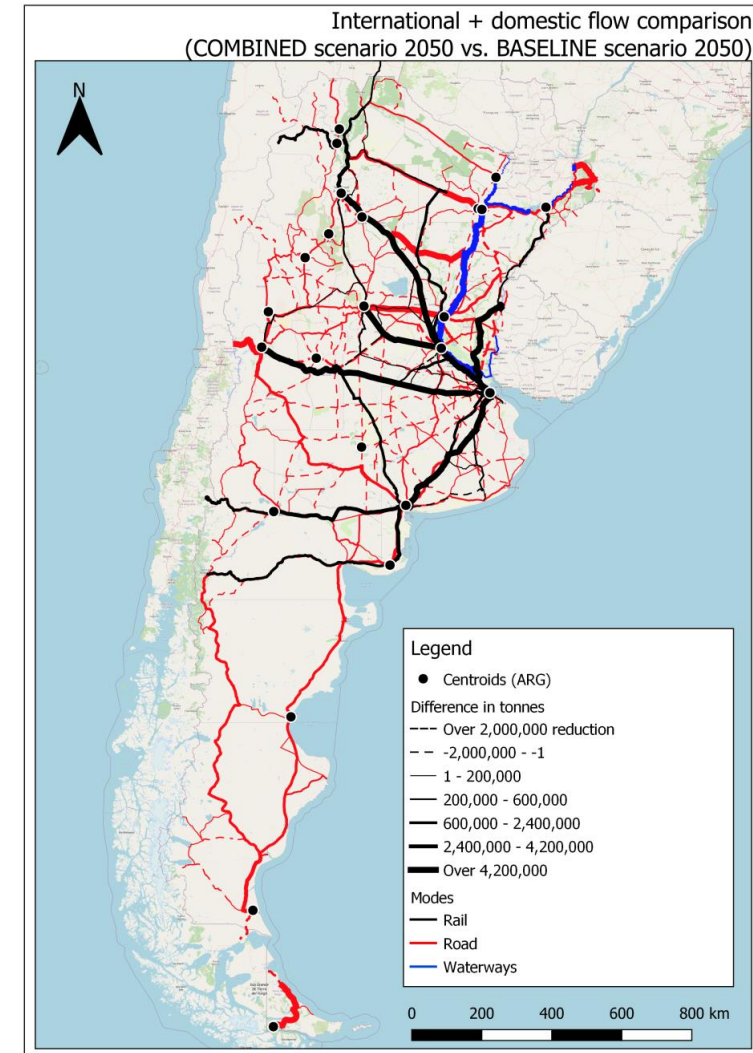 International + domestic flow comparison
(COMBINED scenario 2050 vs. BASELINE scenario 2050)
N
Legend
Centroids (ARG)
Difference in tonnes
Over 2,000,000 reduction
-2,000,000 - -1
1 - 200,000
200,000 - 600,000
600,000 - 2,400,000
2,400,000 - 4,200,000
Over 4,200,000
Modes
Rail
Road
Waterways
0 200 400 600 800 km